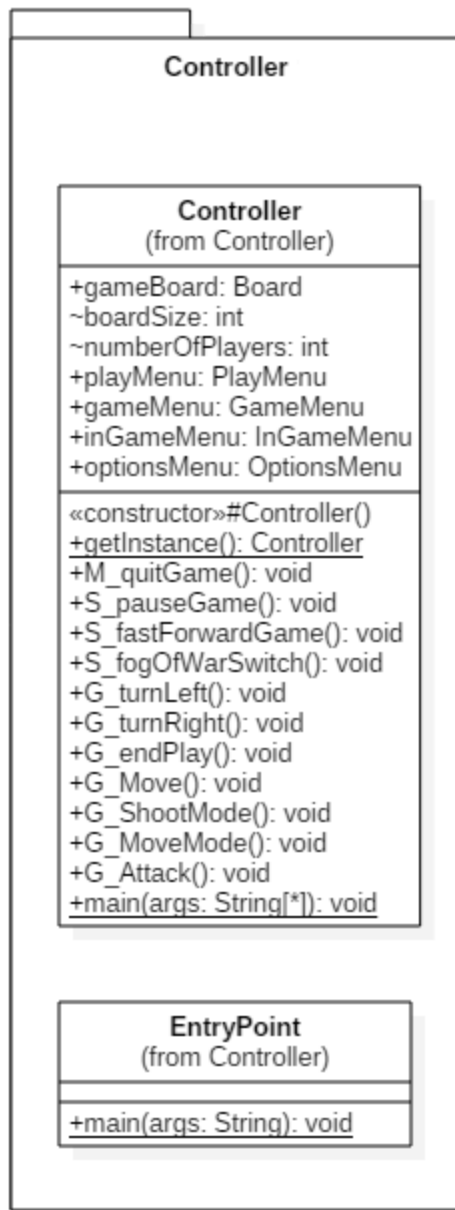 Controller
Controller
(from Controller)
+gameBoard: Board
~boardSize: int
~numberOfPlayers: int
+playMenu: PlayMenu
+gameMenu: GameMenu
+inGameMenu: InGameMenu
+optionsMenu: OptionsMenu
«constructor»#Controller()
+getInstance(): Controller
+M_quitGame(): void
+S_pauseGame(): void
+S_fastForwardGame(): void
+S_fogOfWarSwitch(): void
+G_turnLeft(): void
+G_turnRight(): void
+G_endPlay(): void
+G_Move(): void
+G_ShootMode(): void
+G_MoveMode(): void
+G_Attack(): void
+main(args: String[*]): void
EntryPoint
(from Controller)
+main(args: String): void